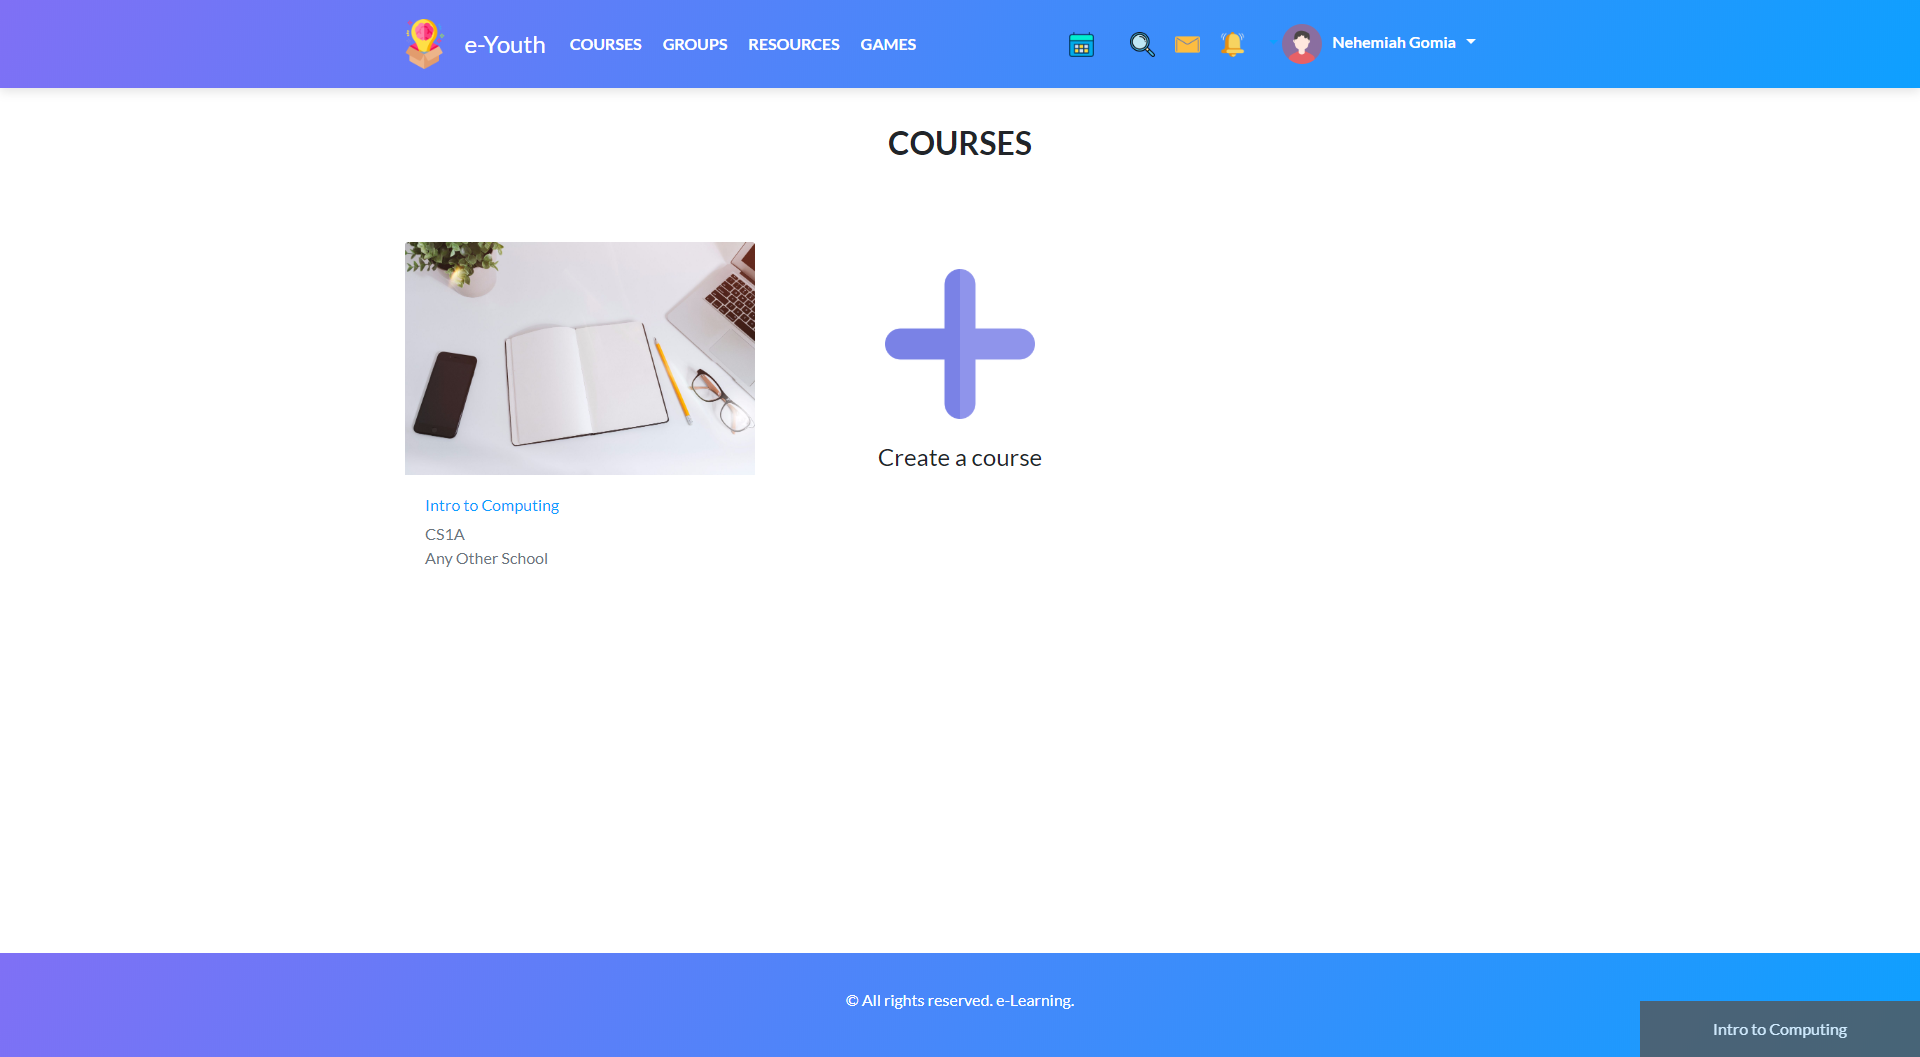 e-Youth COURSES GROUPS RESOURCES GAMES Nehemiah Gomia
COURSES
Create a course
Intro to Computing
CS1A
Any Other School
© All rights reserved. e-Learning.
Intro to Computing